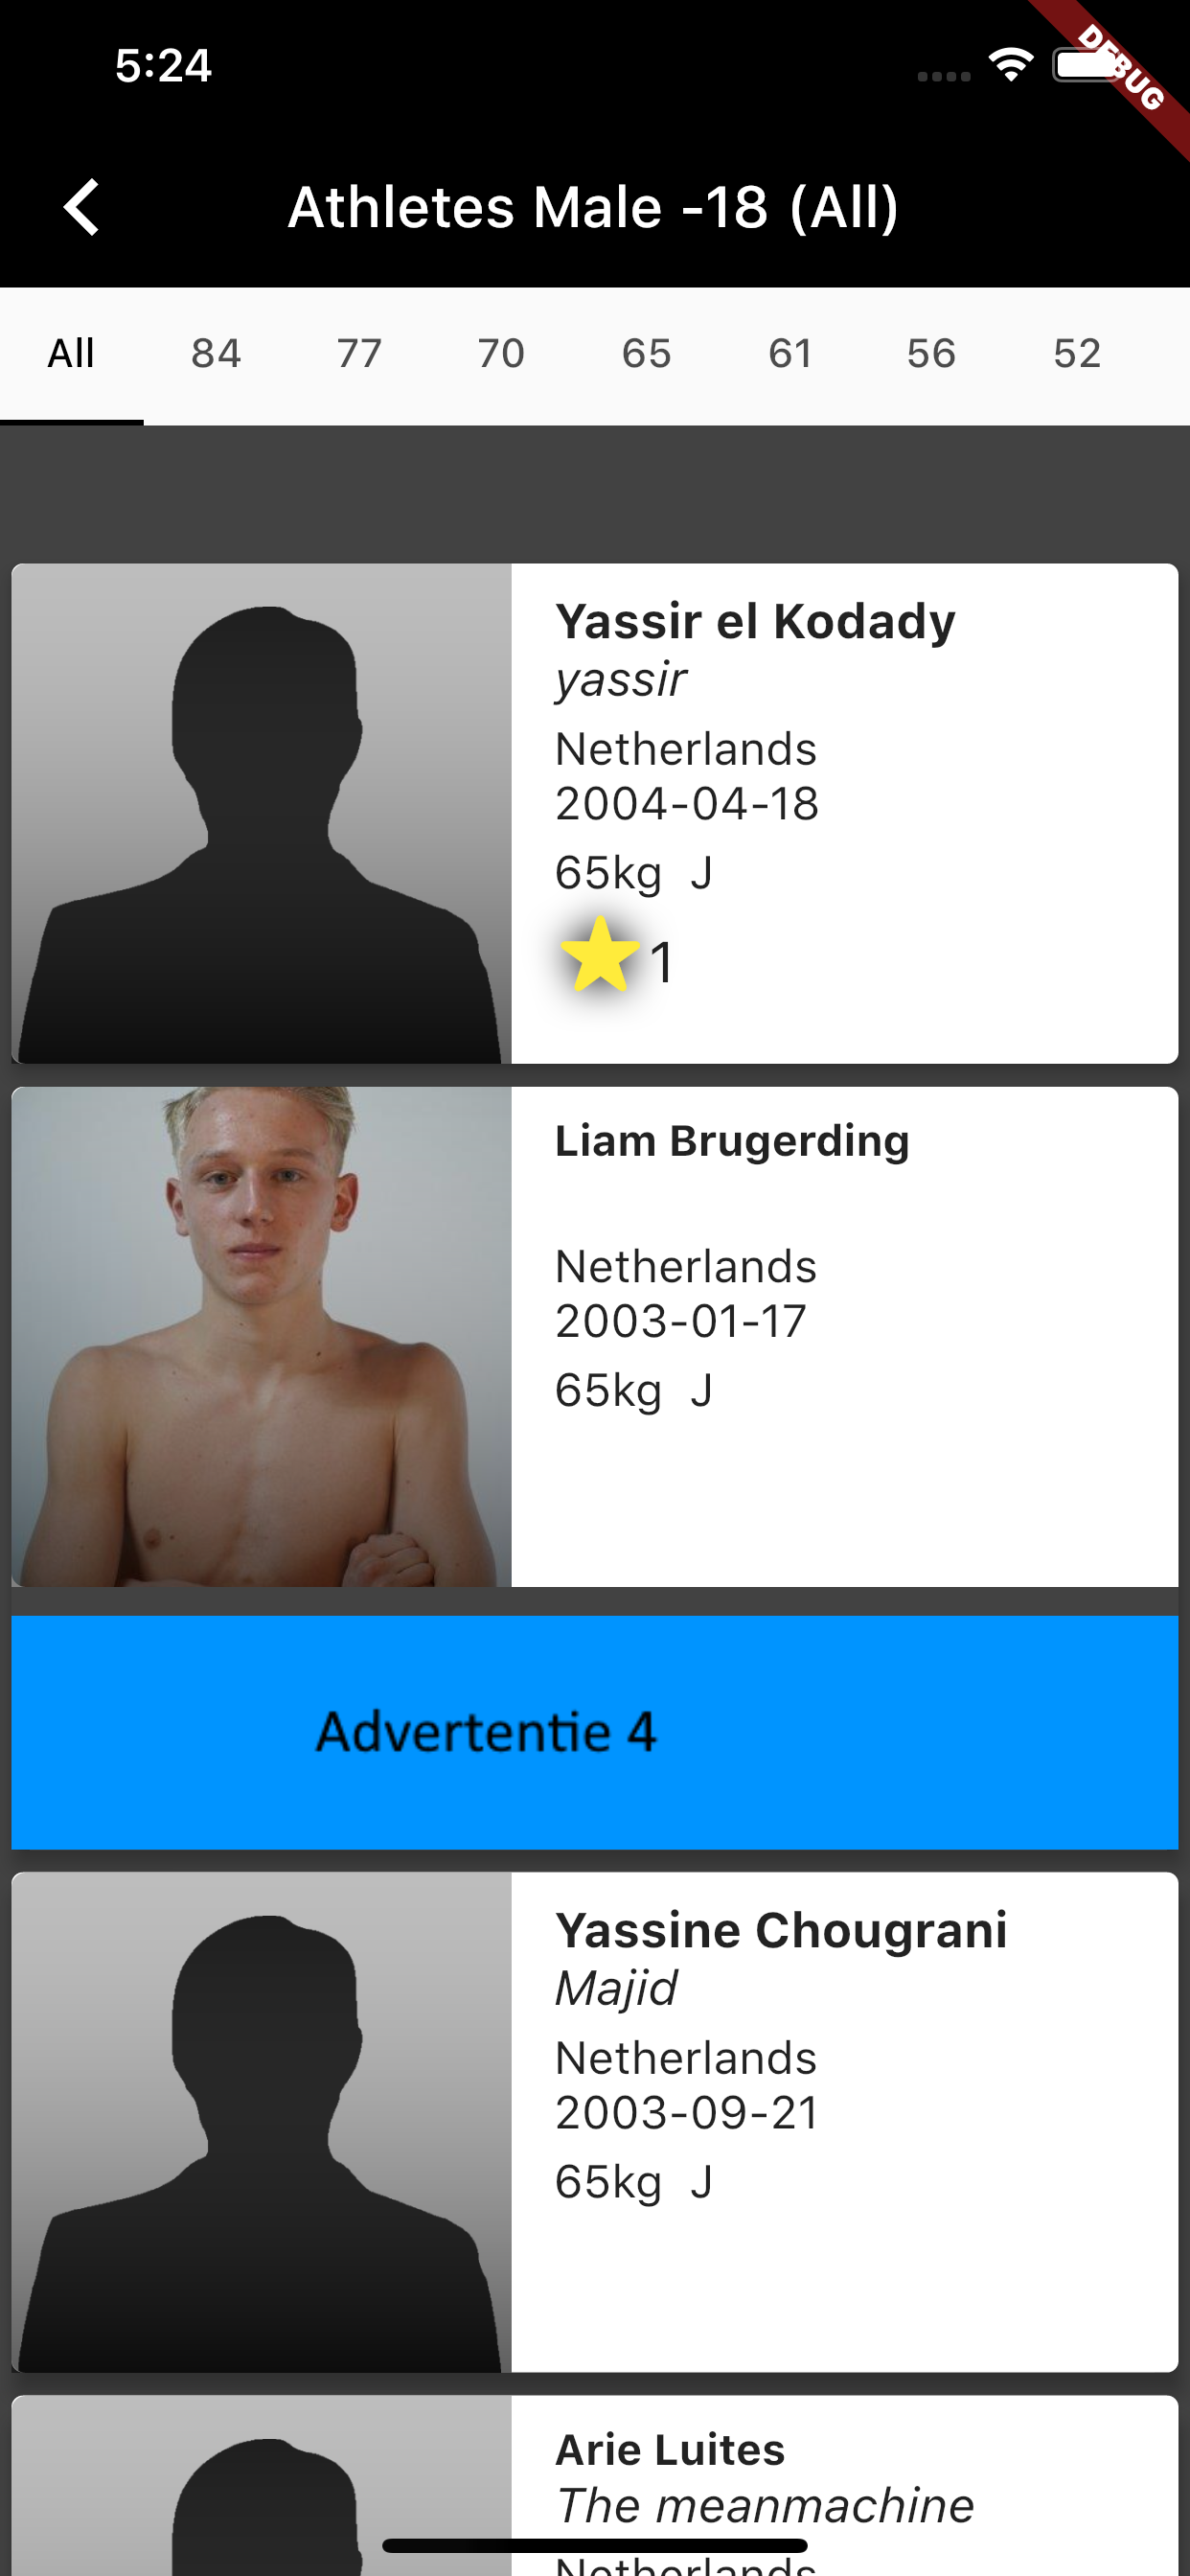 5:24
DEBUG
Athletes Male -18 (All)
All 84 77 70 65 61 56 52
Yassir el Kodady
yassir
Netherlands
2004-04-18
65kg J
1
Liam Brugerding
Netherlands
2003-01-17
65kg J
Advertentie 4
Yassine Chougrani
Majid
Netherlands
2003-09-21
65kg J
Arie Luites
The meanmachine
Netherlands